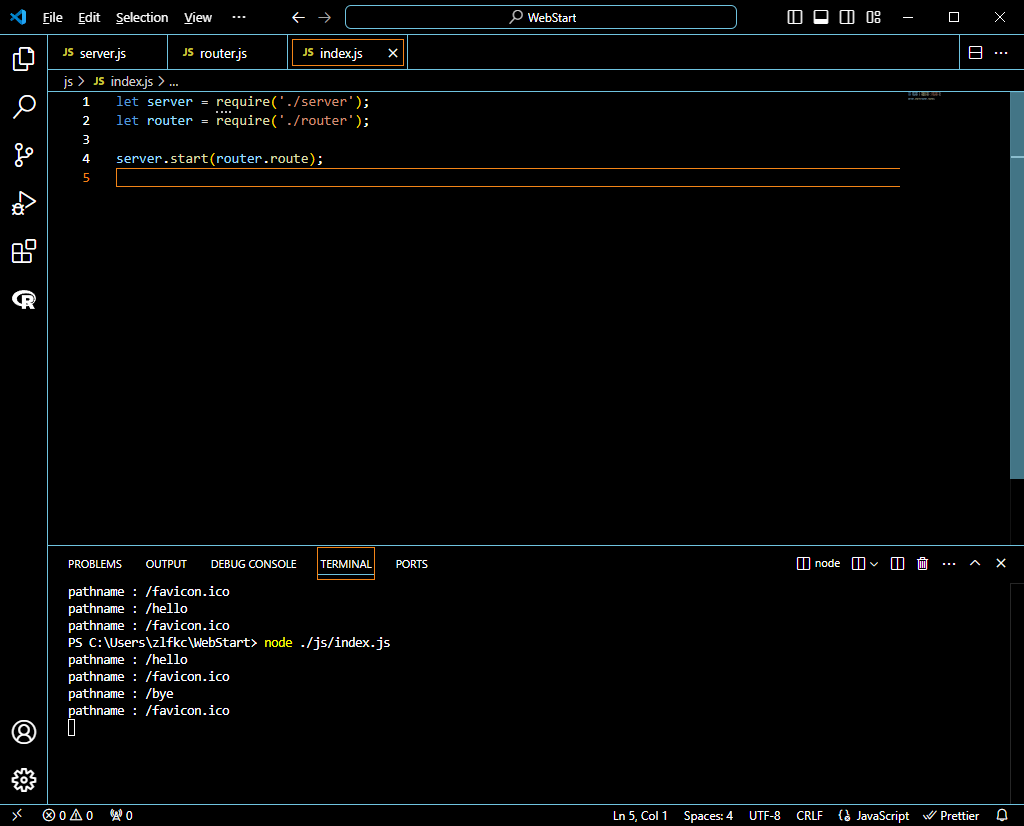 File Edit Selection View ··· WebStart
JS server.js JS router.js JS index.js
js > JS index.js > ...
1 let server = require('./server');
2 let router = require('./router');
3
4 server.start(router.route);
5
PROBLEMS OUTPUT DEBUG CONSOLE TERMINAL PORTS node
pathname : /favicon.ico
pathname : /hello
pathname : /favicon.ico
PS C:\Users\zlfkc\WebStart> node ./js/index.js
pathname : /hello
pathname : /favicon.ico
pathname : /bye
pathname : /favicon.ico
0 0 0 Ln 5, Col 1 Spaces: 4 UTF-8 CRLF JavaScript Prettier